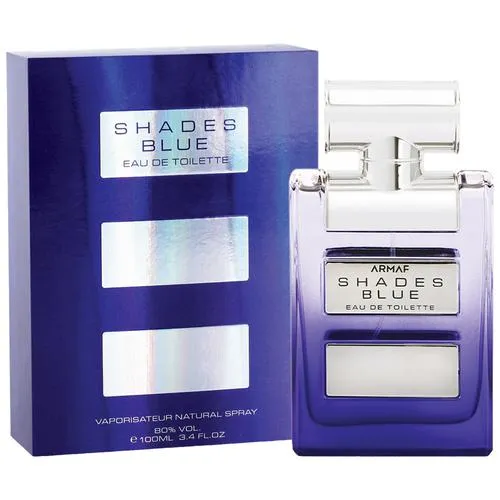 SHADES
BLUE
EAU DE TOILETTE
VAPORISATEUR NATURAL SPRAY
80% VOL.
e 100ML 3.4 FL.OZ
ARMAF
SHADES
BLUE
EAU DE TOILETTE